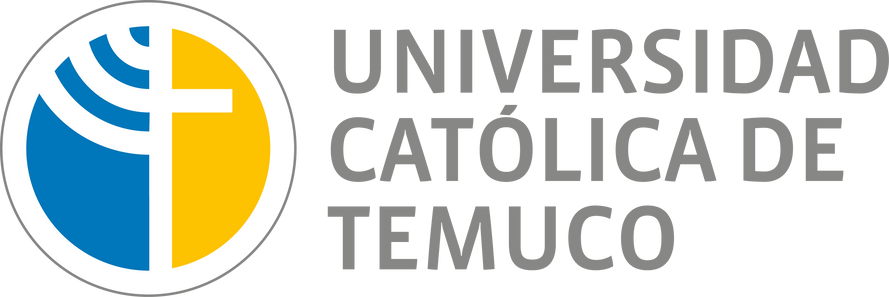 UNIVERSIDAD
CATÓLICA DE
TEMUCO